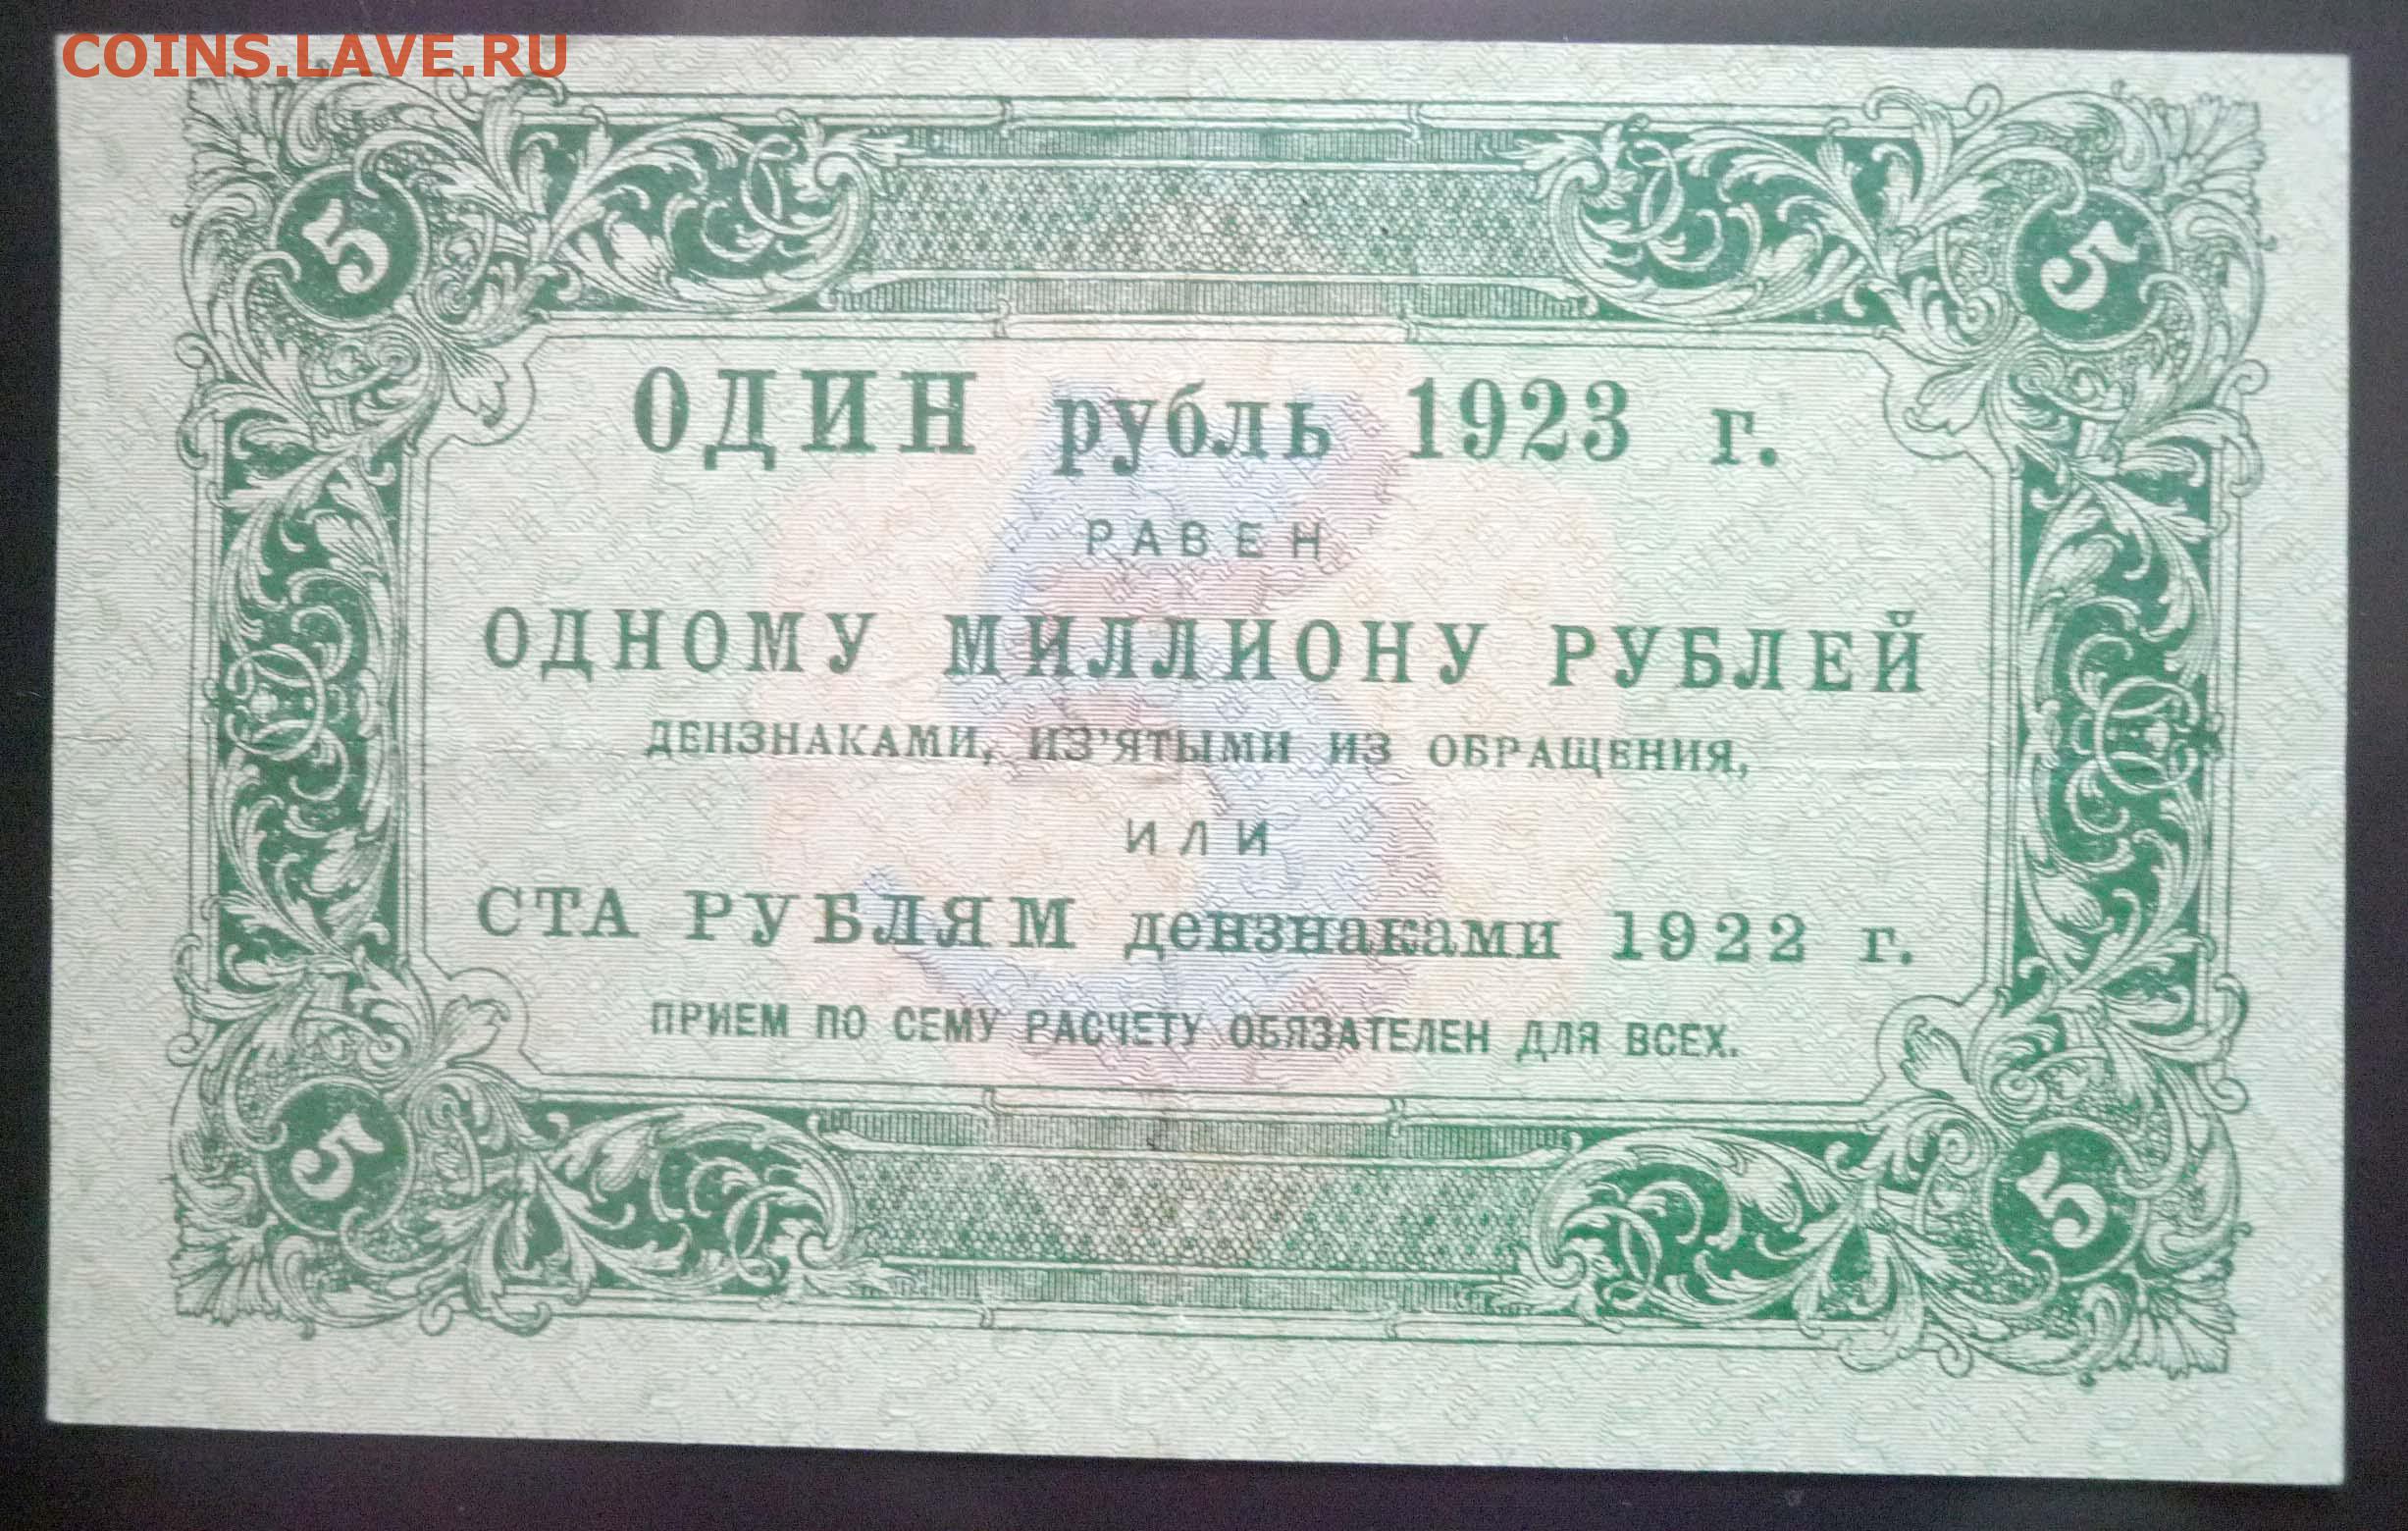 COINS.LAVE.RU
5 5
ОДИН рубль 1923 г.
РАВЕН
ОДНОМУ МИЛЛИОНУ РУБЛЕЙ
ДЕНЗНАКАМИ, ИЗ'ЯТЫМИ ИЗ ОБРАЩЕНИЯ,
ИЛИ
СТА РУБЛЯМ дензнаками 1922 г.
ПРИЕМ ПО СЕМУ РАСЧЕТУ ОБЯЗАТЕЛЕН ДЛЯ ВСЕХ.
5 5